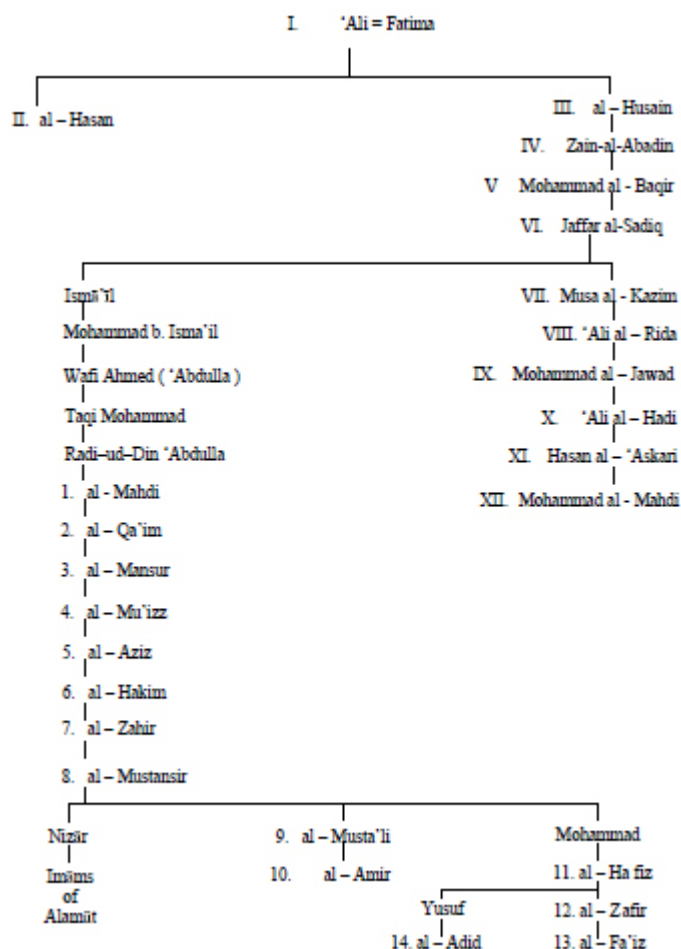 I. ‘Ali = Fatima
II. al – Hasan
III. al – Husain
IV. Zain-al-Abadin
V Mohammad al - Baqir
VI. Jaffar al-Sadiq
Ismā’īl
Mohammad b. Isma’il
Wafi Ahmed ( ‘Abdulla )
Taqi Mohammad
Radi–ud–Din ‘Abdulla
1. al - Mahdi
2. al – Qa’im
3. al – Mansur
4. al – Mu’izz
5. al – Aziz
6. al – Hakim
7. al – Zahir
8. al – Mustansir
VII. Musa al - Kazim
VIII. ‘Ali al – Rida
IX. Mohammad al – Jawad
X. ‘Ali al – Hadi
XI. Hasan al – ‘Askari
XII. Mohammad al - Mahdi
Nizār
Imāms
of
Alamūt
9. al – Musta’li
10. al – Amir
Mohammad
11. al – Ha fiz
Yusuf
14. al – Adid
12. al – Zafir
13. al – Fa’iz